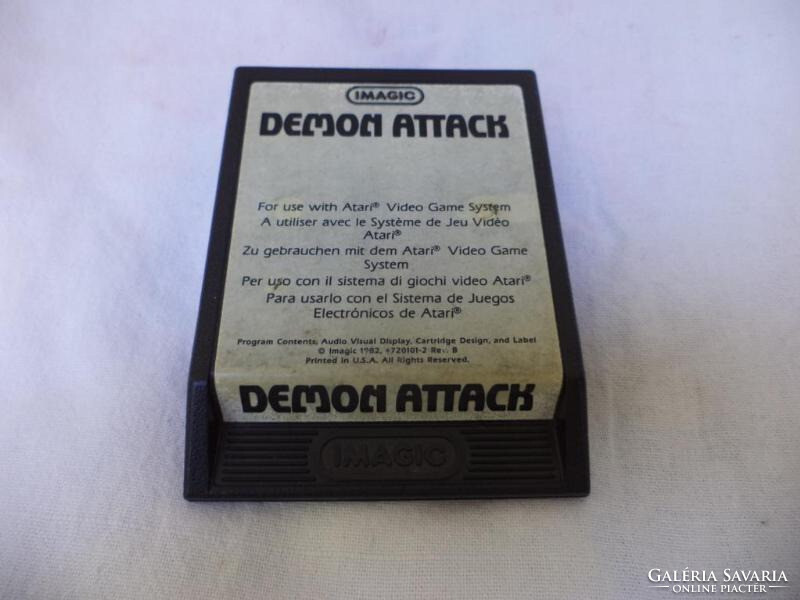 IMAGIC
DEMON ATTACK
For use with Atari® Video Game System
A utiliser avec le Système de Jeu Vidéo
Atari®
Zu gebrauchen mit dem Atari® Video Game
System
Per uso con il sistema di giochi video Atari®
Para usarlo con el Sistema de Juegos
Electrónicos de Atari®
Program Contents, Audio Visual Display, Cartridge Design, and Label
© Imagic 1982, #720101-2 Rev. B
Printed in U.S.A. All Rights Reserved.
DEMON ATTACK
IMAGIC
GALÉRIA SAVARIA
ONLINE PIACTÉR